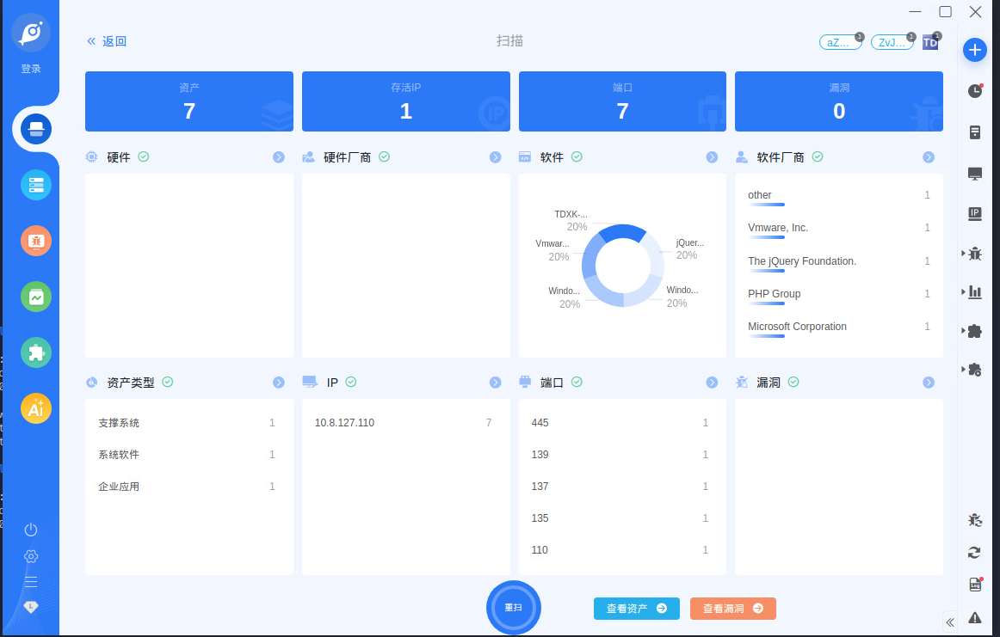 登录
返回
扫描
aZ... 1
ZvJ... 1
TD 1
资产
7
存活IP
1
端口
7
漏洞
0
硬件
硬件厂商
软件
软件厂商
TDXK-...
20%
Vmwar...
20%
Windo...
20%
jQuer...
20%
Windo...
20%
other 1
Vmware, Inc. 1
The jQuery Foundation. 1
PHP Group 1
Microsoft Corporation 1
资产类型
IP
端口
漏洞
支撑系统 1
系统软件 1
企业应用 1
10.8.127.110 7
445 1
139 1
137 1
135 1
110 1
重扫
查看资产
查看漏洞
AI
IP
IP
Log
L